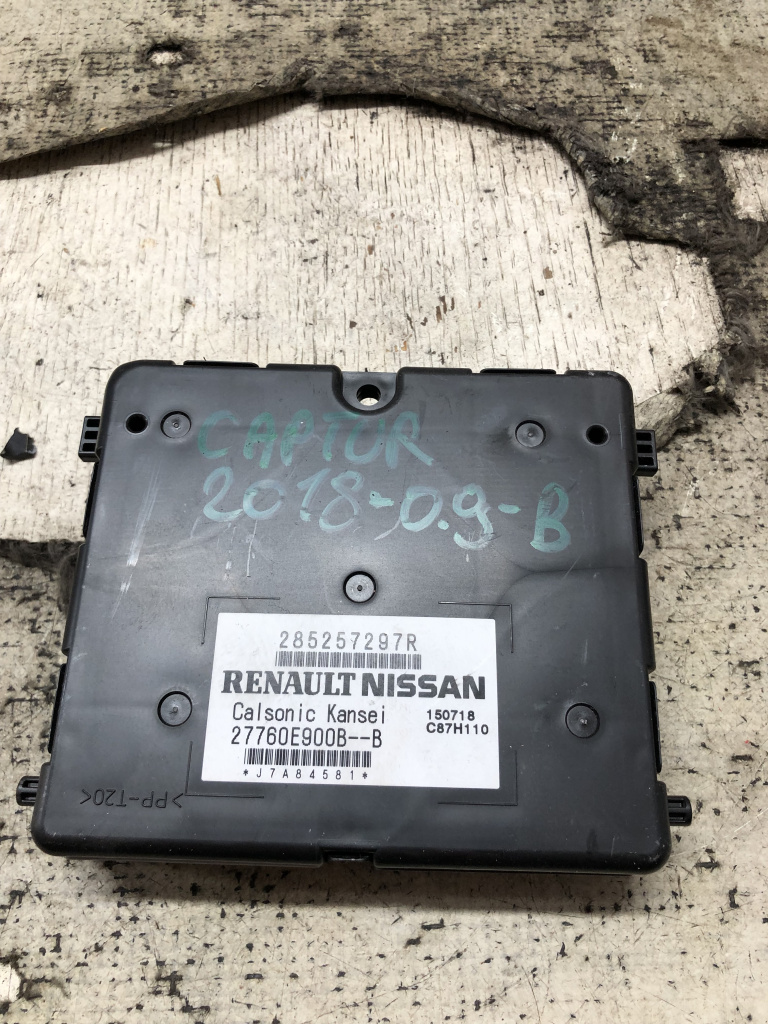 CAPTUR
2018-0.9-B
285257297R
RENAULT NISSAN
Calsonic Kansei 150718
27760E900B--B C87H110
*J7A84581*
>PP-T20<